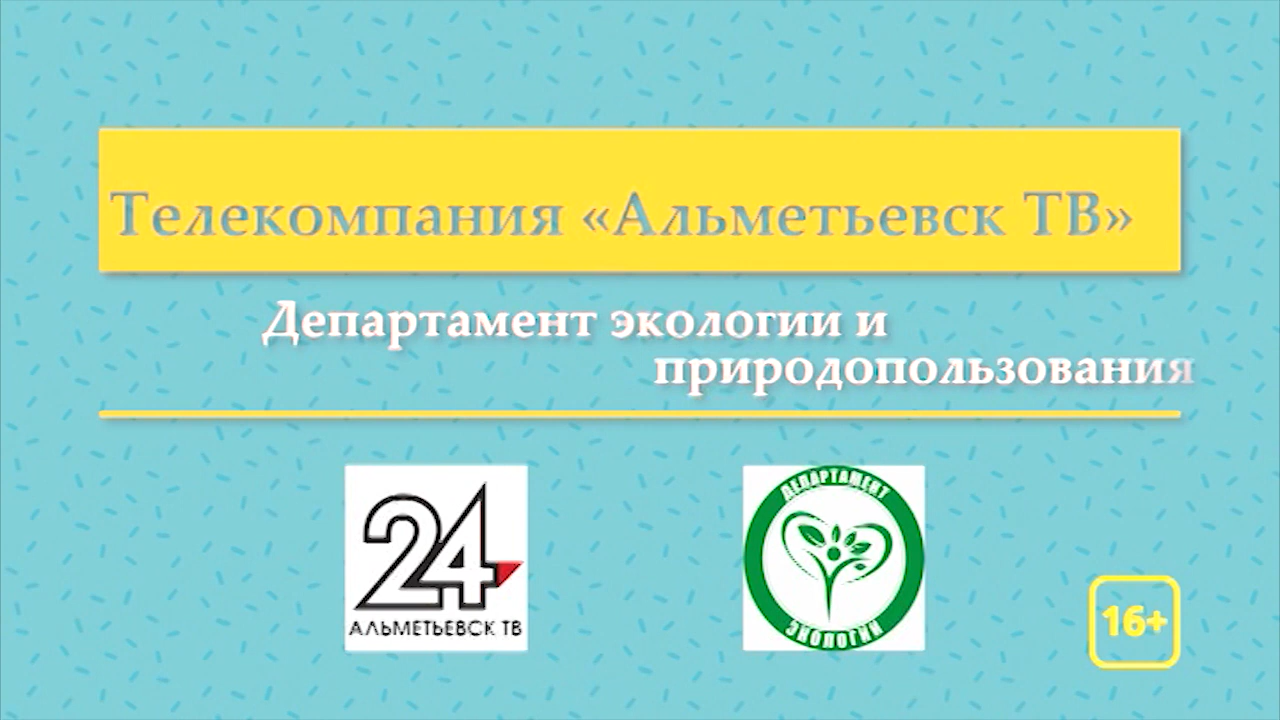 Телекомпания «Альметьевск ТВ»
Департамент экологии и
природопользования
24
АЛЬМЕТЬЕВСК ТВ
ДЕПАРТАМЕНТ
ЭКОЛОГИИ
16+